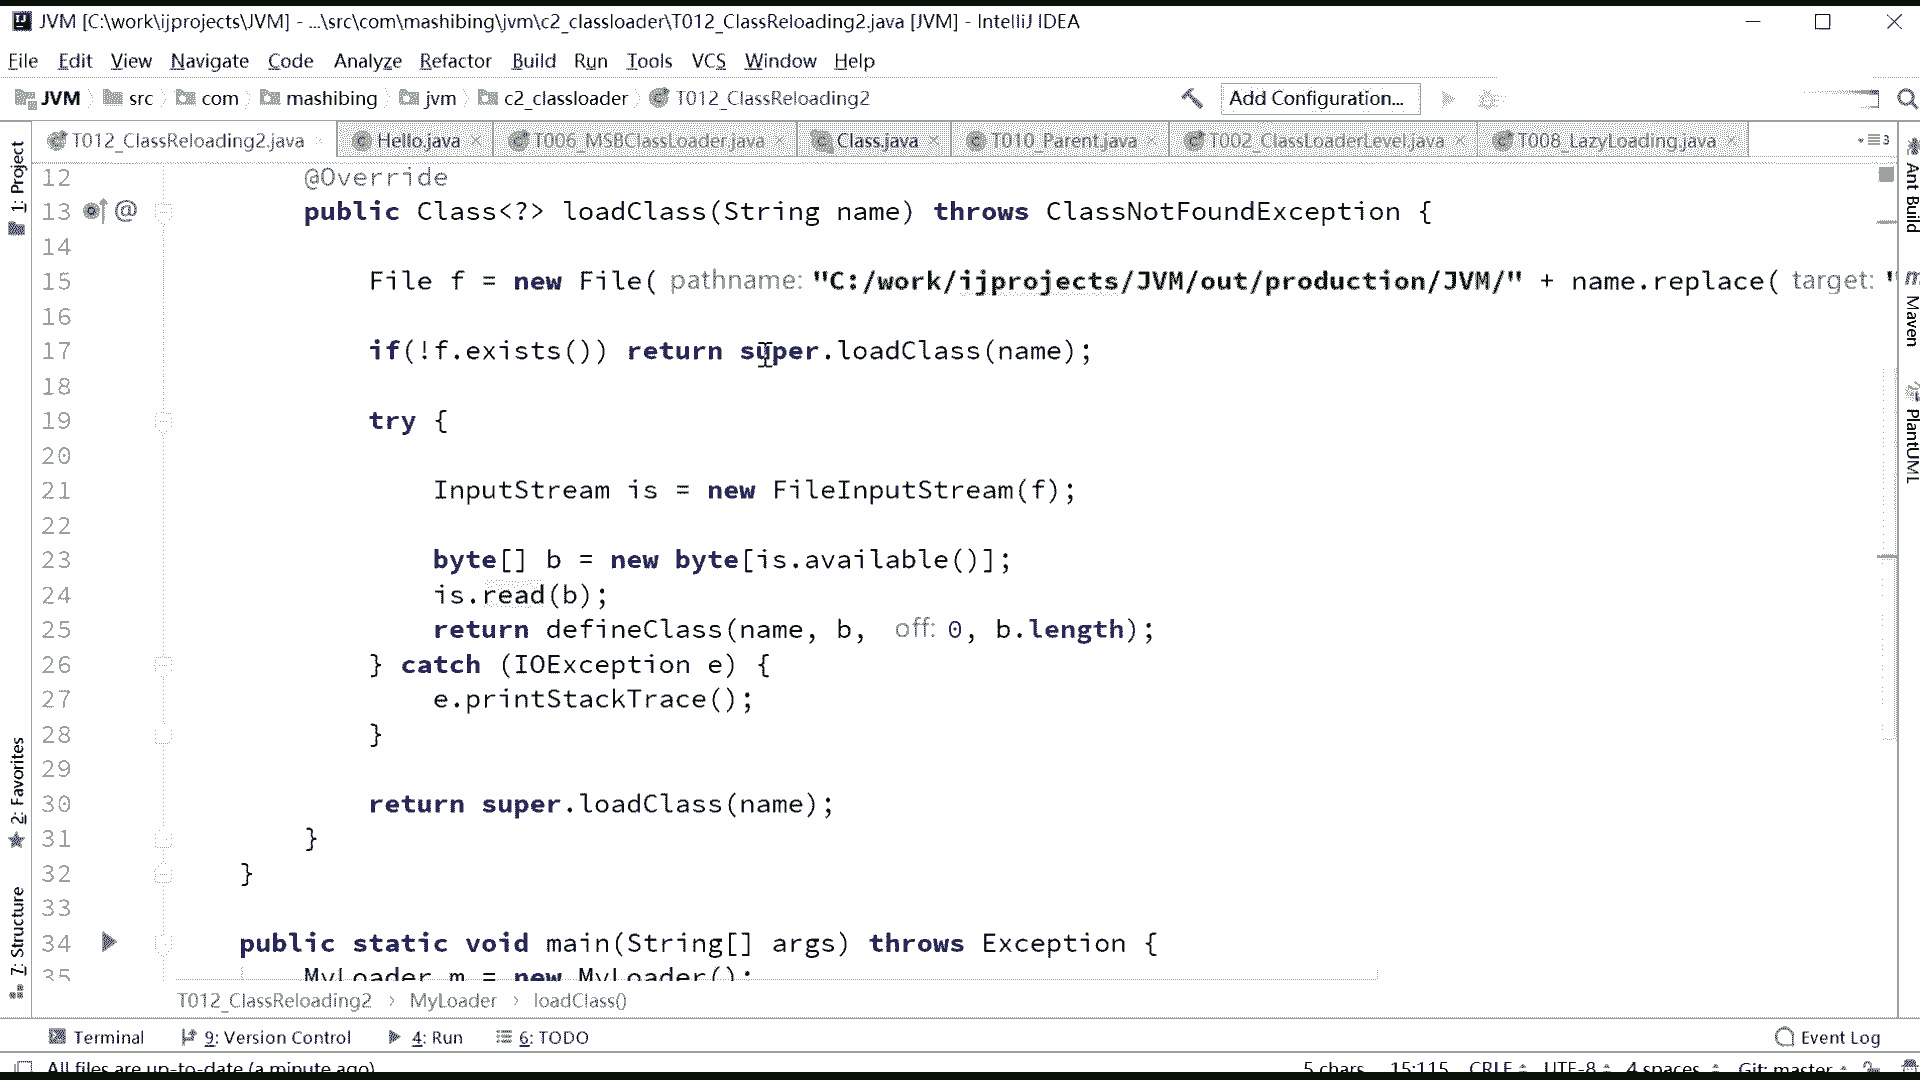 JVM [C:\work\ijprojects\JVM] - ...\src\com\mashibing\jvm\c2_classloader\T012_ClassReloading2.java [JVM] - IntelliJ IDEA
File Edit View Navigate Code Analyze Refactor Build Run Tools VCS Window Help
JVM src com mashibing jvm c2_classloader T012_ClassReloading2 Add Configuration...
T012_ClassReloading2.java Hello.java T006_MSBClassLoader.java Class.java T010_Parent.java T002_ClassLoaderLevel.java T008_LazyLoading.java 3
1: Project
2: Favorites
7: Structure
12 @Override
13 @ public Class<?> loadClass(String name) throws ClassNotFoundException {
14
15 File f = new File( pathname: "C:/work/ijprojects/JVM/out/production/JVM/" + name.replace( target: "
16
17 if(!f.exists()) return super.loadClass(name);
18
19 try {
20
21 InputStream is = new FileInputStream(f);
22
23 byte[] b = new byte[is.available()];
24 is.read(b);
25 return defineClass(name, b, off: 0, b.length);
26 } catch (IOException e) {
27 e.printStackTrace();
28 }
29
30 return super.loadClass(name);
31 }
32 }
33
34 public static void main(String[] args) throws Exception {
35 MyLoader m = new MyLoader();
Ant Build
Maven
PlantUML
T012_ClassReloading2 › MyLoader › loadClass()
Terminal 9: Version Control 4: Run 6: TODO Event Log
All files are up-to-date (a minute ago) 5 chars 15:115 CRLF UTF-8 4 spaces Git: master